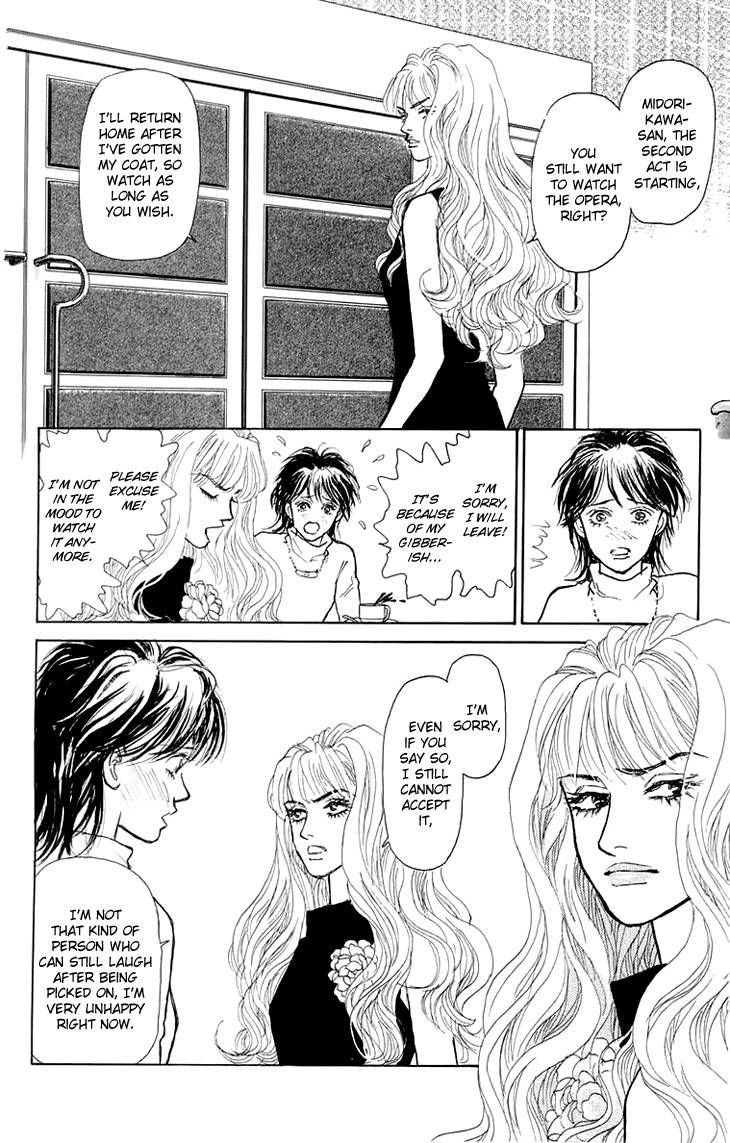 MIDORI-
KAWA-
SAN, THE
SECOND
ACT IS
STARTING,
YOU
STILL WANT
TO WATCH
THE OPERA,
RIGHT?
I'LL RETURN
HOME AFTER
I'VE GOTTEN
MY COAT, SO
WATCH AS
LONG AS
YOU WISH.
I'M
SORRY,
I WILL
LEAVE!
IT'S
BECAUSE
OF MY
GIBBER-
ISH...
PLEASE
EXCUSE
ME!
I'M NOT
IN THE
MOOD TO
WATCH
IT ANY-
MORE.
I'M
SORRY,
EVEN
IF YOU
SAY SO,
I STILL
CANNOT
ACCEPT
IT,
I'M NOT
THAT KIND OF
PERSON WHO
CAN STILL LAUGH
AFTER BEING
PICKED ON, I'M
VERY UNHAPPY
RIGHT NOW.